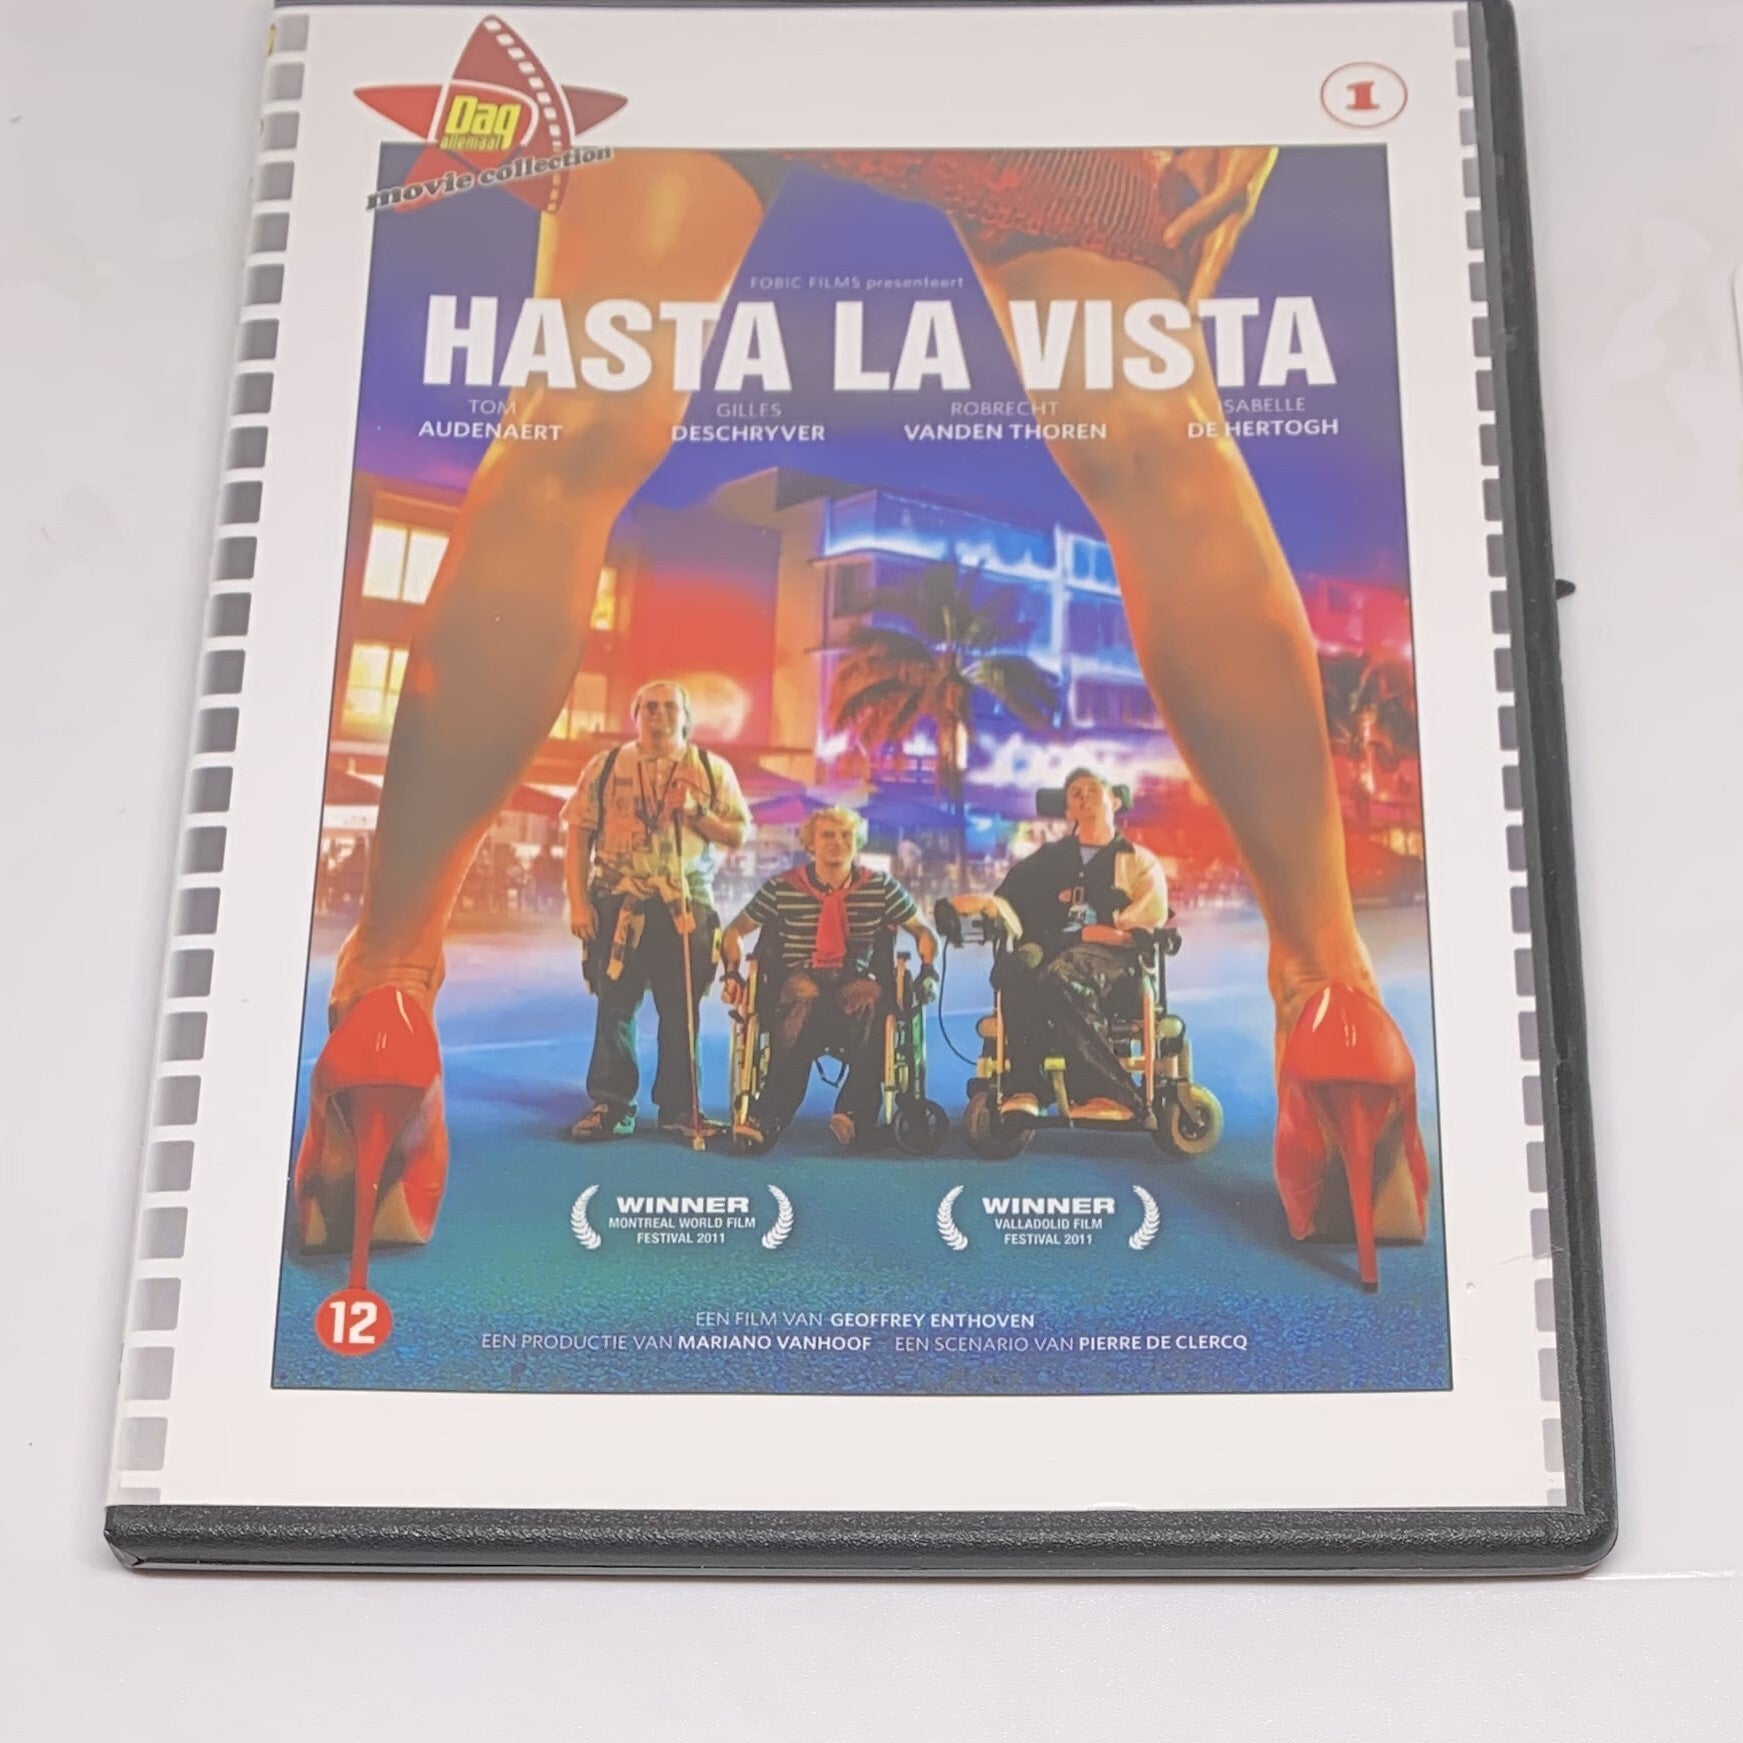 Dag
allemaal
movie collection
1
FOBIC FILMS presenteert
HASTA LA VISTA
TOM GILLES ROBRECHT ISABELLE
AUDENAERT DESCHRYVER VANDEN THOREN DE HERTOGH
WINNER
MONTREAL WORLD FILM
FESTIVAL 2011
WINNER
VALLADOLID FILM
FESTIVAL 2011
12
EEN FILM VAN GEOFFREY ENTHOVEN
EEN PRODUCTIE VAN MARIANO VANHOOF EEN SCENARIO VAN PIERRE DE CLERCQ